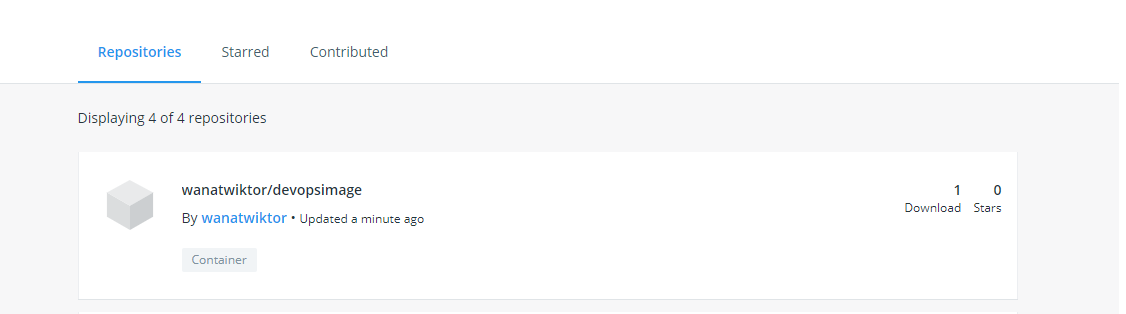 Repositories Starred Contributed
Displaying 4 of 4 repositories
wanatwiktor/devopsimage
By wanatwiktor • Updated a minute ago
Container
1 0
Download Stars